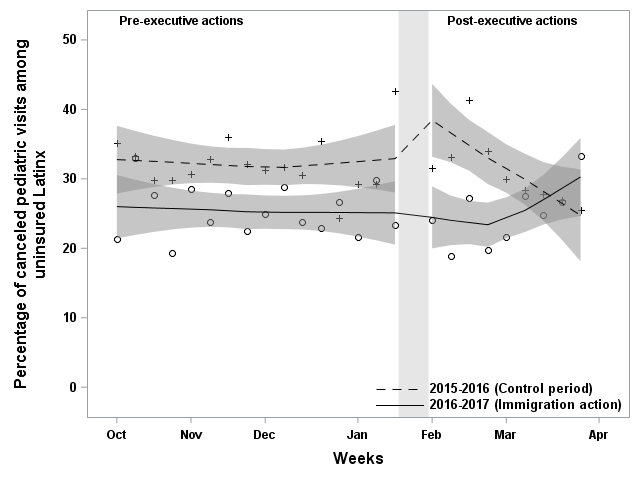 Pre-executive actions
Post-executive actions
Percentage of canceled pediatric visits among
uninsured Latinx
50
40
30
20
10
0
2015-2016 (Control period)
2016-2017 (Immigration action)
Oct Nov Dec Jan Feb Mar Apr
Weeks